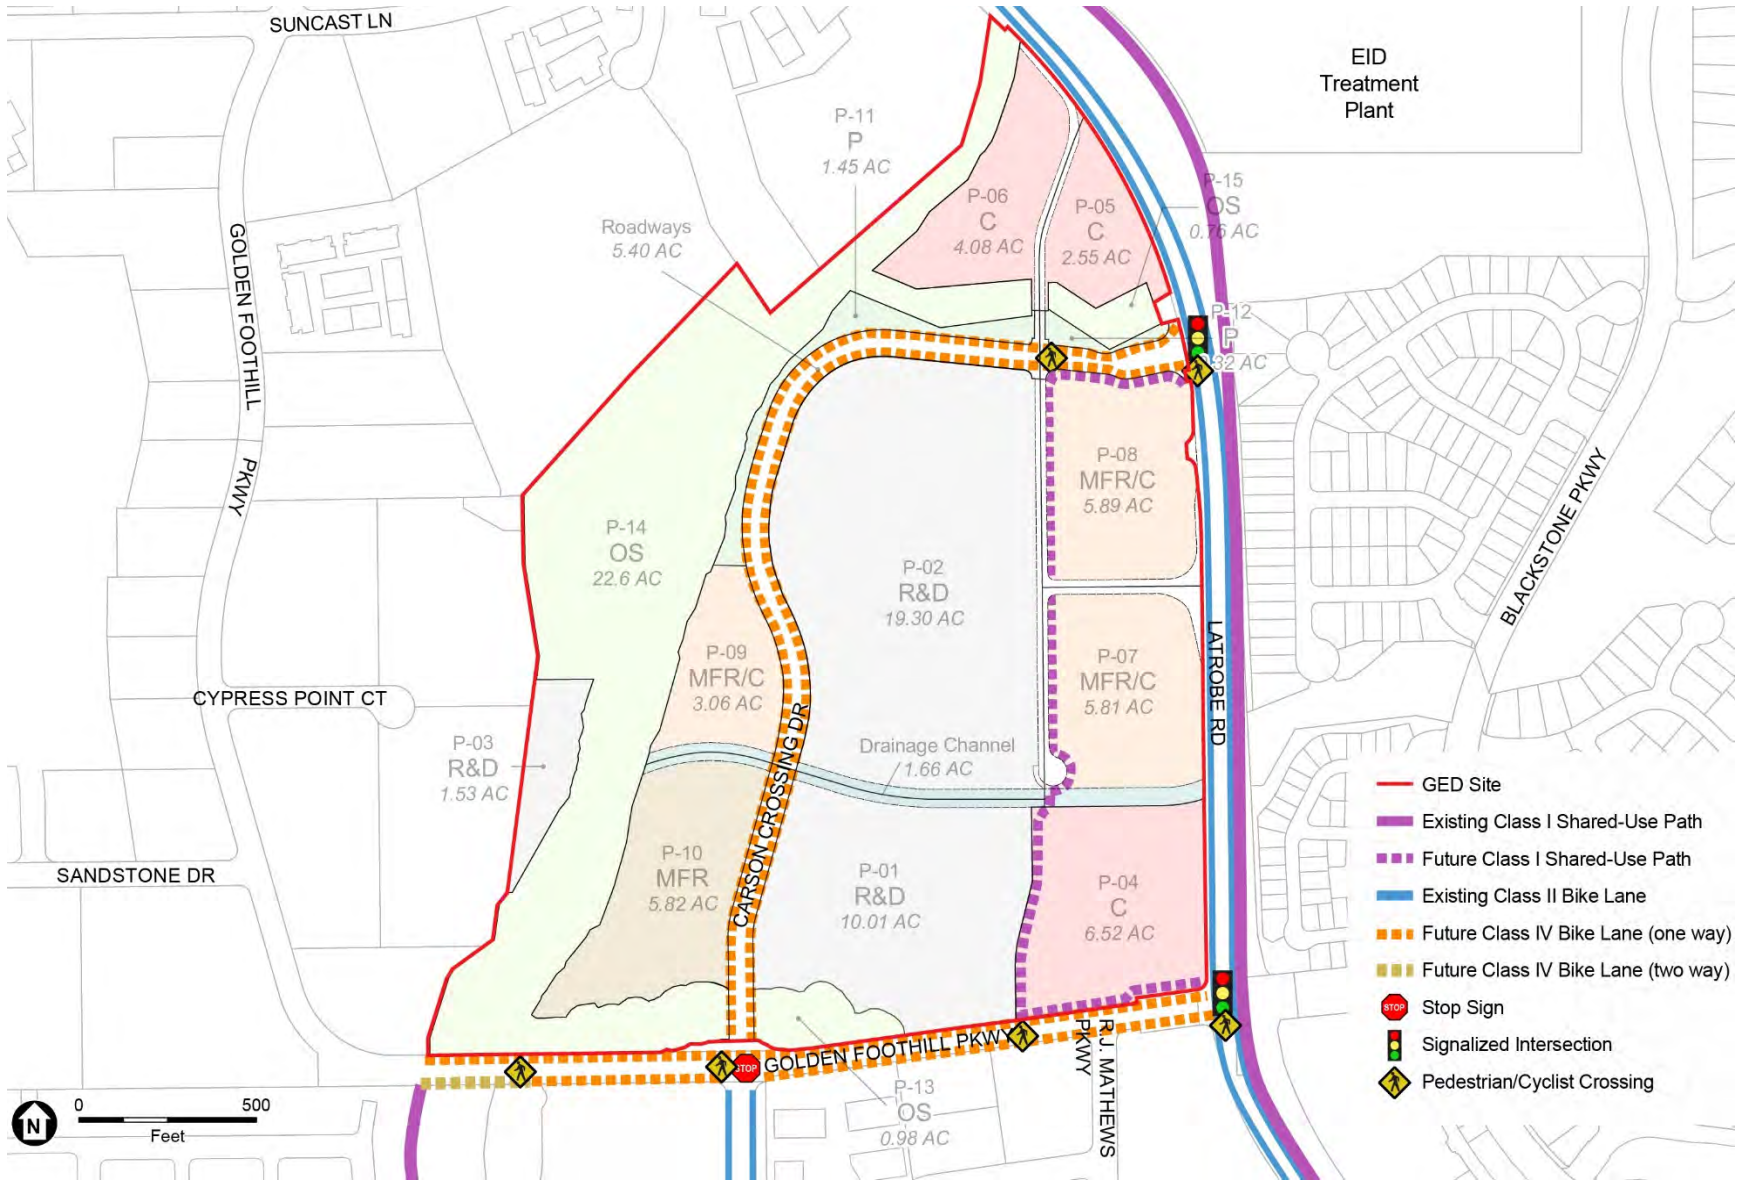 SUNCAST LN
EID
Treatment
Plant
P-11
P
1.45 AC
P-15
OS
0.76 AC
P-06
C
4.08 AC
P-05
C
2.55 AC
Roadways
5.40 AC
GOLDEN FOOTHILL
PKWY
P-12
P
0.32 AC
P-08
MFR/C
5.89 AC
P-14
OS
22.6 AC
P-02
R&D
19.30 AC
BLACKSTONE PKWY
P-09
MFR/C
3.06 AC
P-07
MFR/C
5.81 AC
LATROBE RD
CYPRESS POINT CT
P-03
R&D
1.53 AC
Drainage Channel
1.66 AC
CARSON CROSSING DR
SANDSTONE DR
P-10
MFR
5.82 AC
P-01
R&D
10.01 AC
P-04
C
6.52 AC
STOP
GOLDEN FOOTHILL PKWY
R.J. MATHEWS
PKWY
P-13
OS
0.98 AC
N
0 500
Feet
GED Site
Existing Class I Shared-Use Path
Future Class I Shared-Use Path
Existing Class II Bike Lane
Future Class IV Bike Lane (one way)
Future Class IV Bike Lane (two way)
STOP
Stop Sign
Signalized Intersection
Pedestrian/Cyclist Crossing